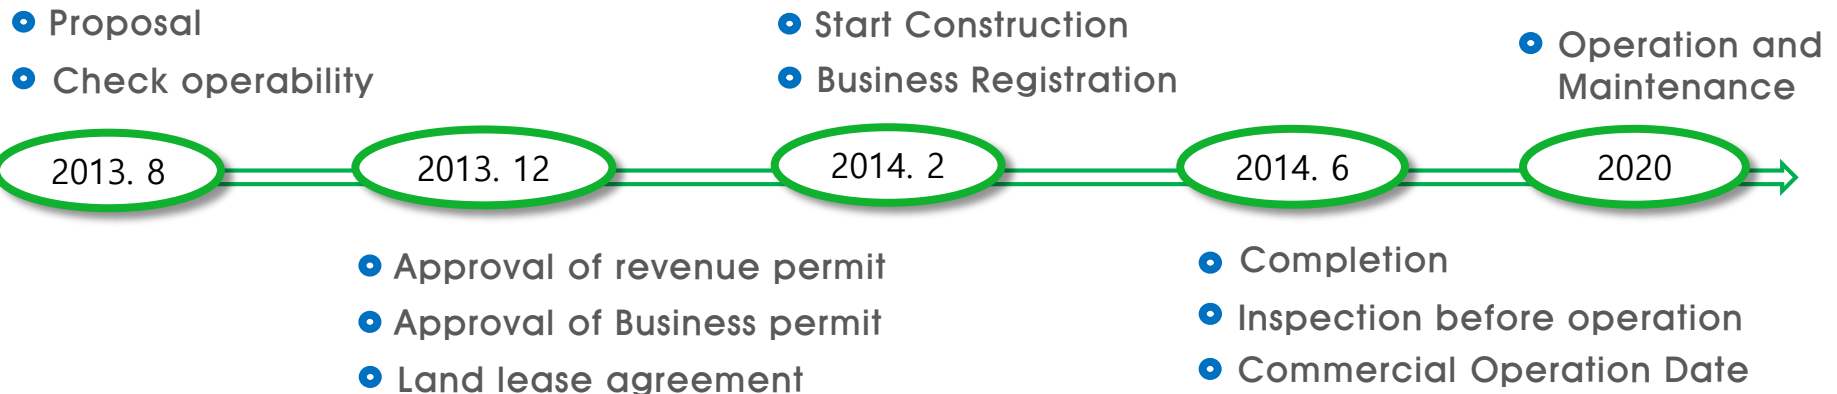 Proposal
Check operability
Start Construction
Business Registration
Operation and
Maintenance
2013. 8
2013. 12
2014. 2
2014. 6
2020
Approval of revenue permit
Approval of Business permit
Land lease agreement
Completion
Inspection before operation
Commercial Operation Date